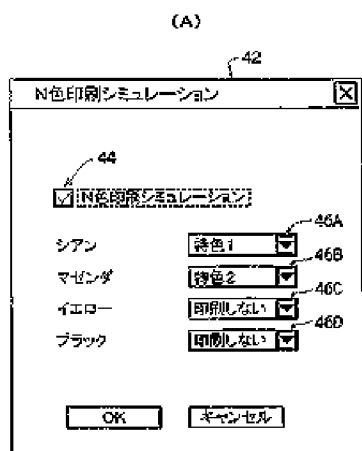 (A)
42
N色印刷シミュレーション
44
N色印刷シミュレーション
46A
シアン 特色1
46B
マゼンダ 特色2
46C
イエロー 印刷しない
46D
ブラック 印刷しない
OK キャンセル